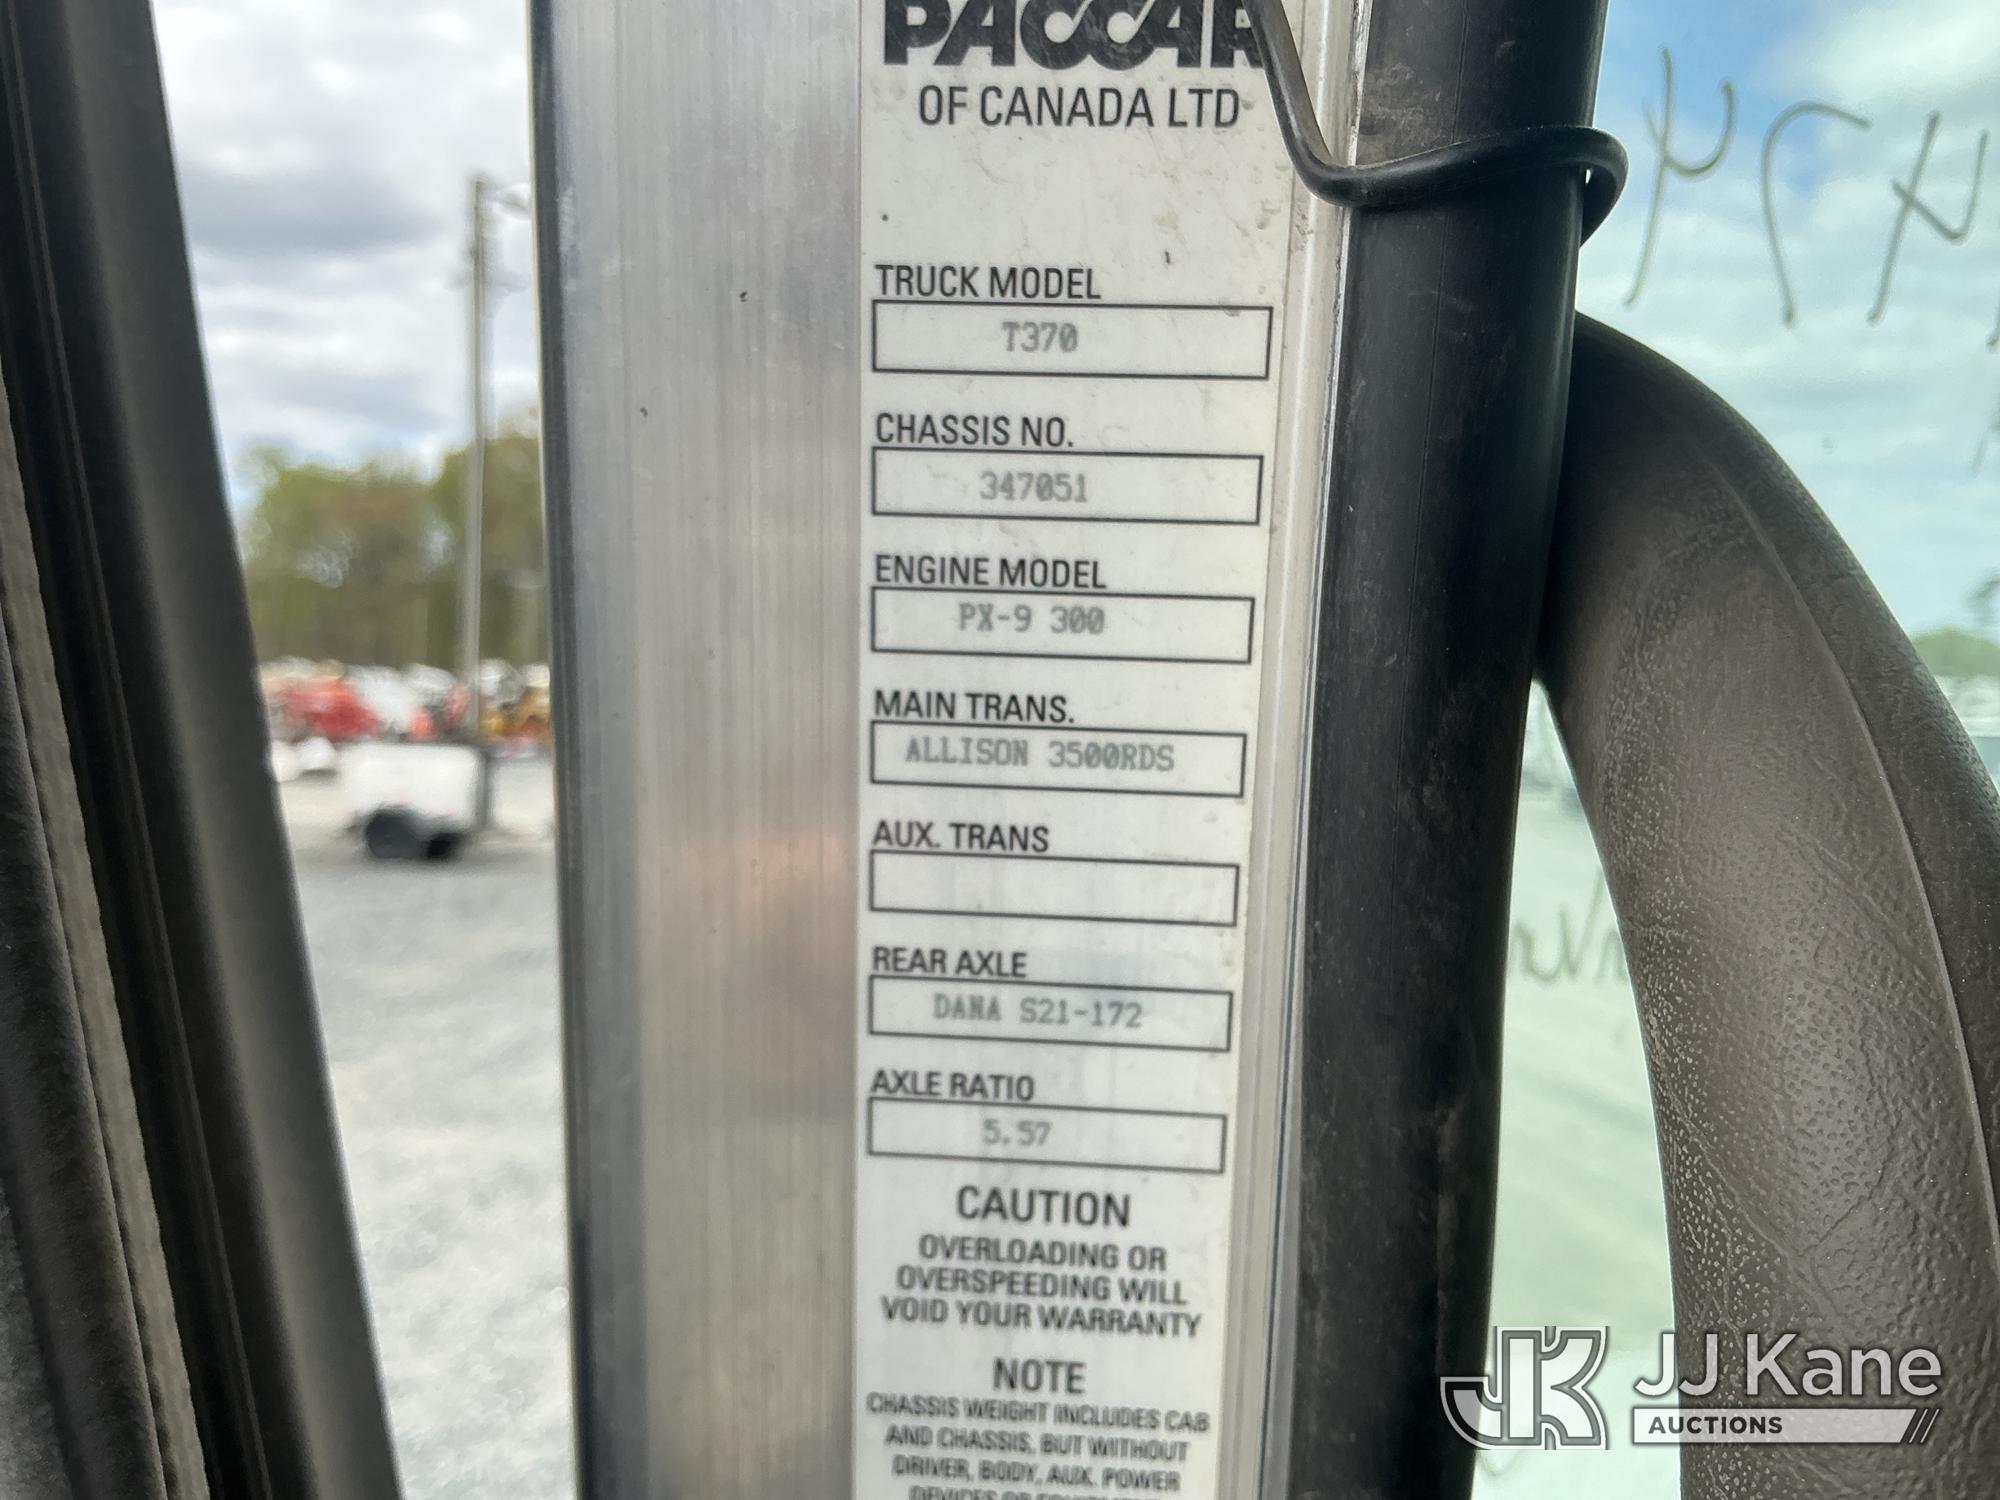 PACCAR
OF CANADA LTD
TRUCK MODEL
T370
CHASSIS NO.
347051
ENGINE MODEL
PX-9 300
MAIN TRANS.
ALLISON 3500RDS
AUX. TRANS
REAR AXLE
DANA S21-172
AXLE RATIO
5.57
CAUTION
OVERLOADING OR
OVERSPEEDING WILL
VOID YOUR WARRANTY
NOTE
CHASSIS WEIGHT INCLUDES CAB
AND CHASSIS, BUT WITHOUT
DRIVER, BODY, AUX. POWER
DEVICES OR
JJ Kane
AUCTIONS